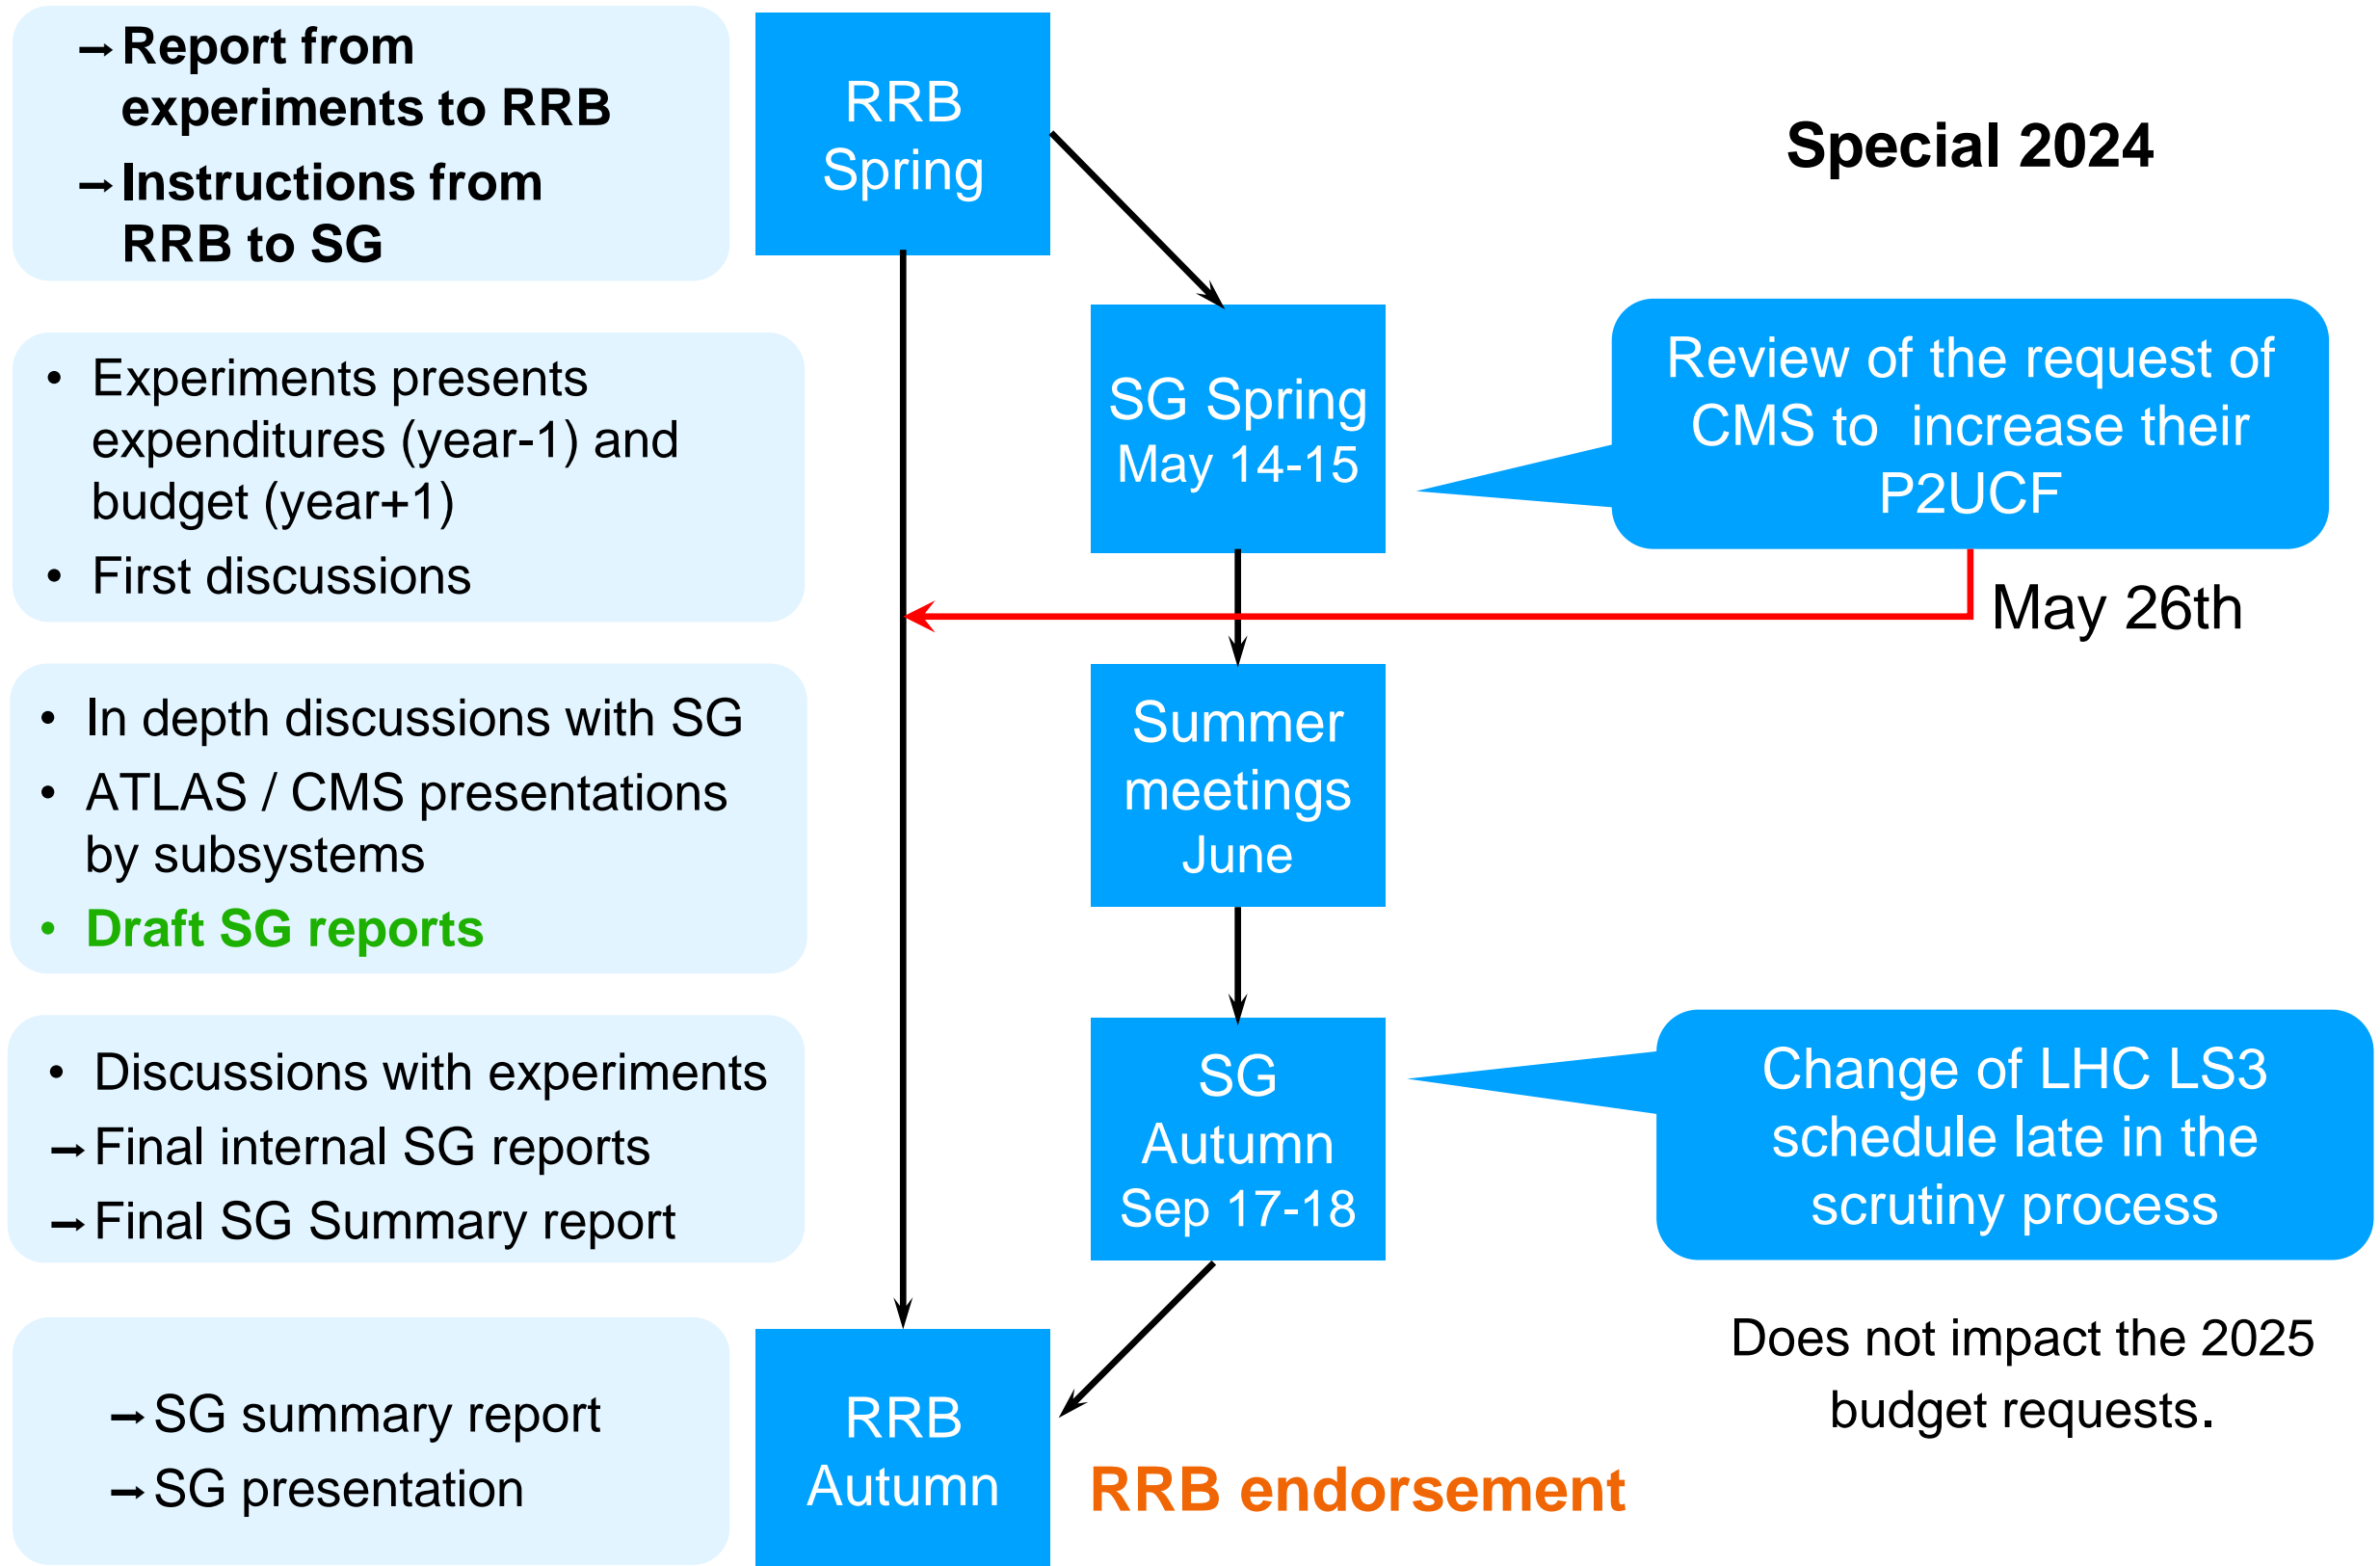 → Report from
experiments to RRB
→ Instructions from
RRB to SG
RRB
Spring
Special 2024
• Experiments presents
expenditures (year-1) and
budget (year+1)
• First discussions
SG Spring
May 14-15
Review of the request of
CMS to increase their
P2UCF
May 26th
• In depth discussions with SG
• ATLAS / CMS presentations
by subsystems
• Draft SG reports
Summer
meetings
June
• Discussions with experiments
→ Final internal SG reports
→ Final SG Summary report
SG
Autumn
Sep 17-18
Change of LHC LS3
schedule late in the
scrutiny process
Does not impact the 2025
budget requests.
→ SG summary report
→ SG presentation
RRB
Autumn
RRB endorsement